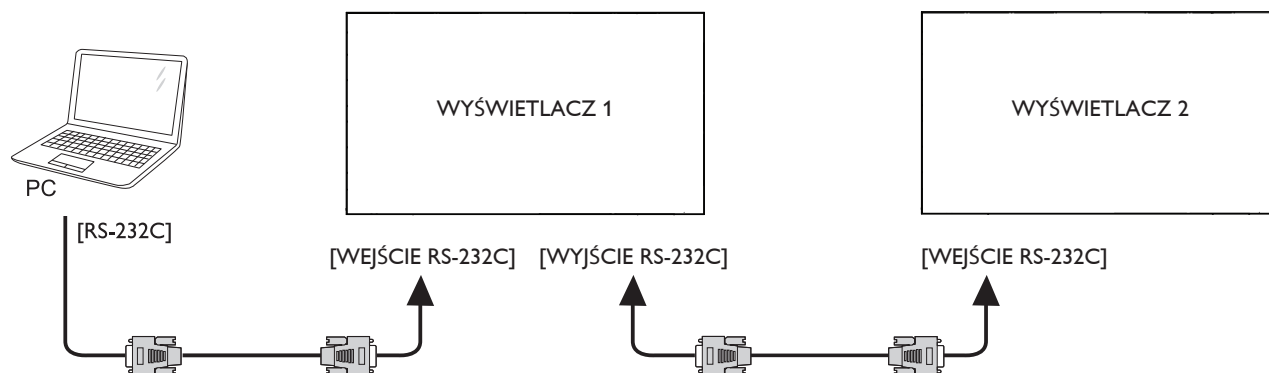 WYŚWIETLACZ 1
WYŚWIETLACZ 2
PC
[RS-232C]
[WEJŚCIE RS-232C]
[WYJŚCIE RS-232C]
[WEJŚCIE RS-232C]